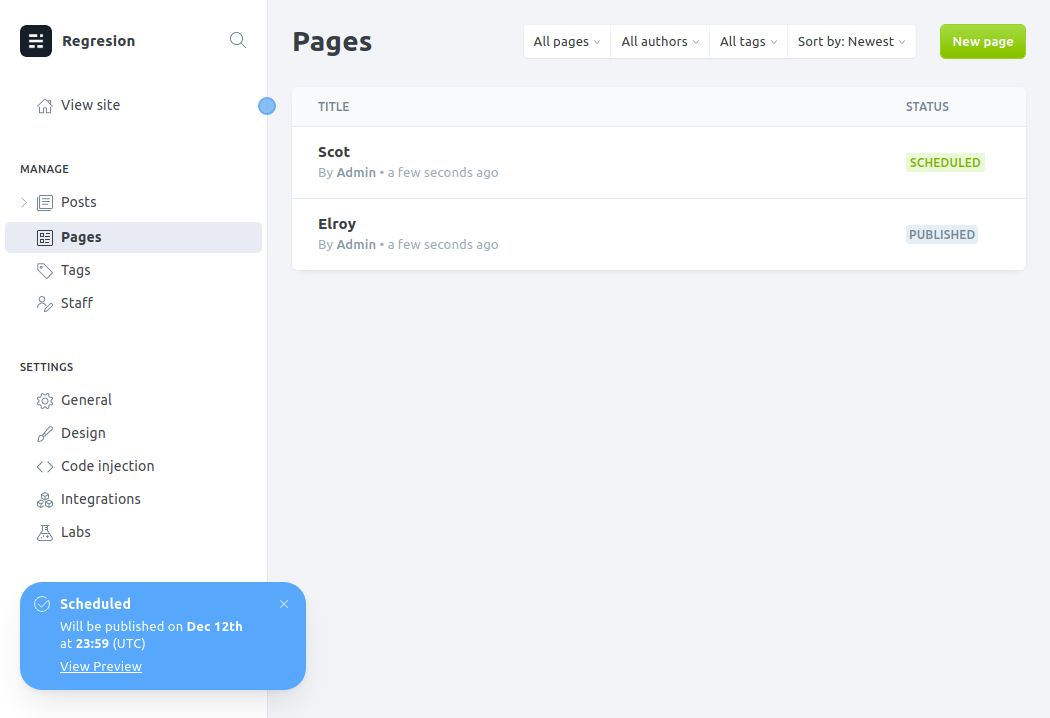 Regresion
View site
MANAGE
Posts
Pages
Tags
Staff
SETTINGS
General
Design
Code injection
Integrations
Labs
Scheduled
Will be published on Dec 12th
at 23:59 (UTC)
View Preview
Pages
All pages
All authors
All tags
Sort by: Newest
New page
TITLE
STATUS
Scot
By Admin • a few seconds ago
SCHEDULED
Elroy
By Admin • a few seconds ago
PUBLISHED